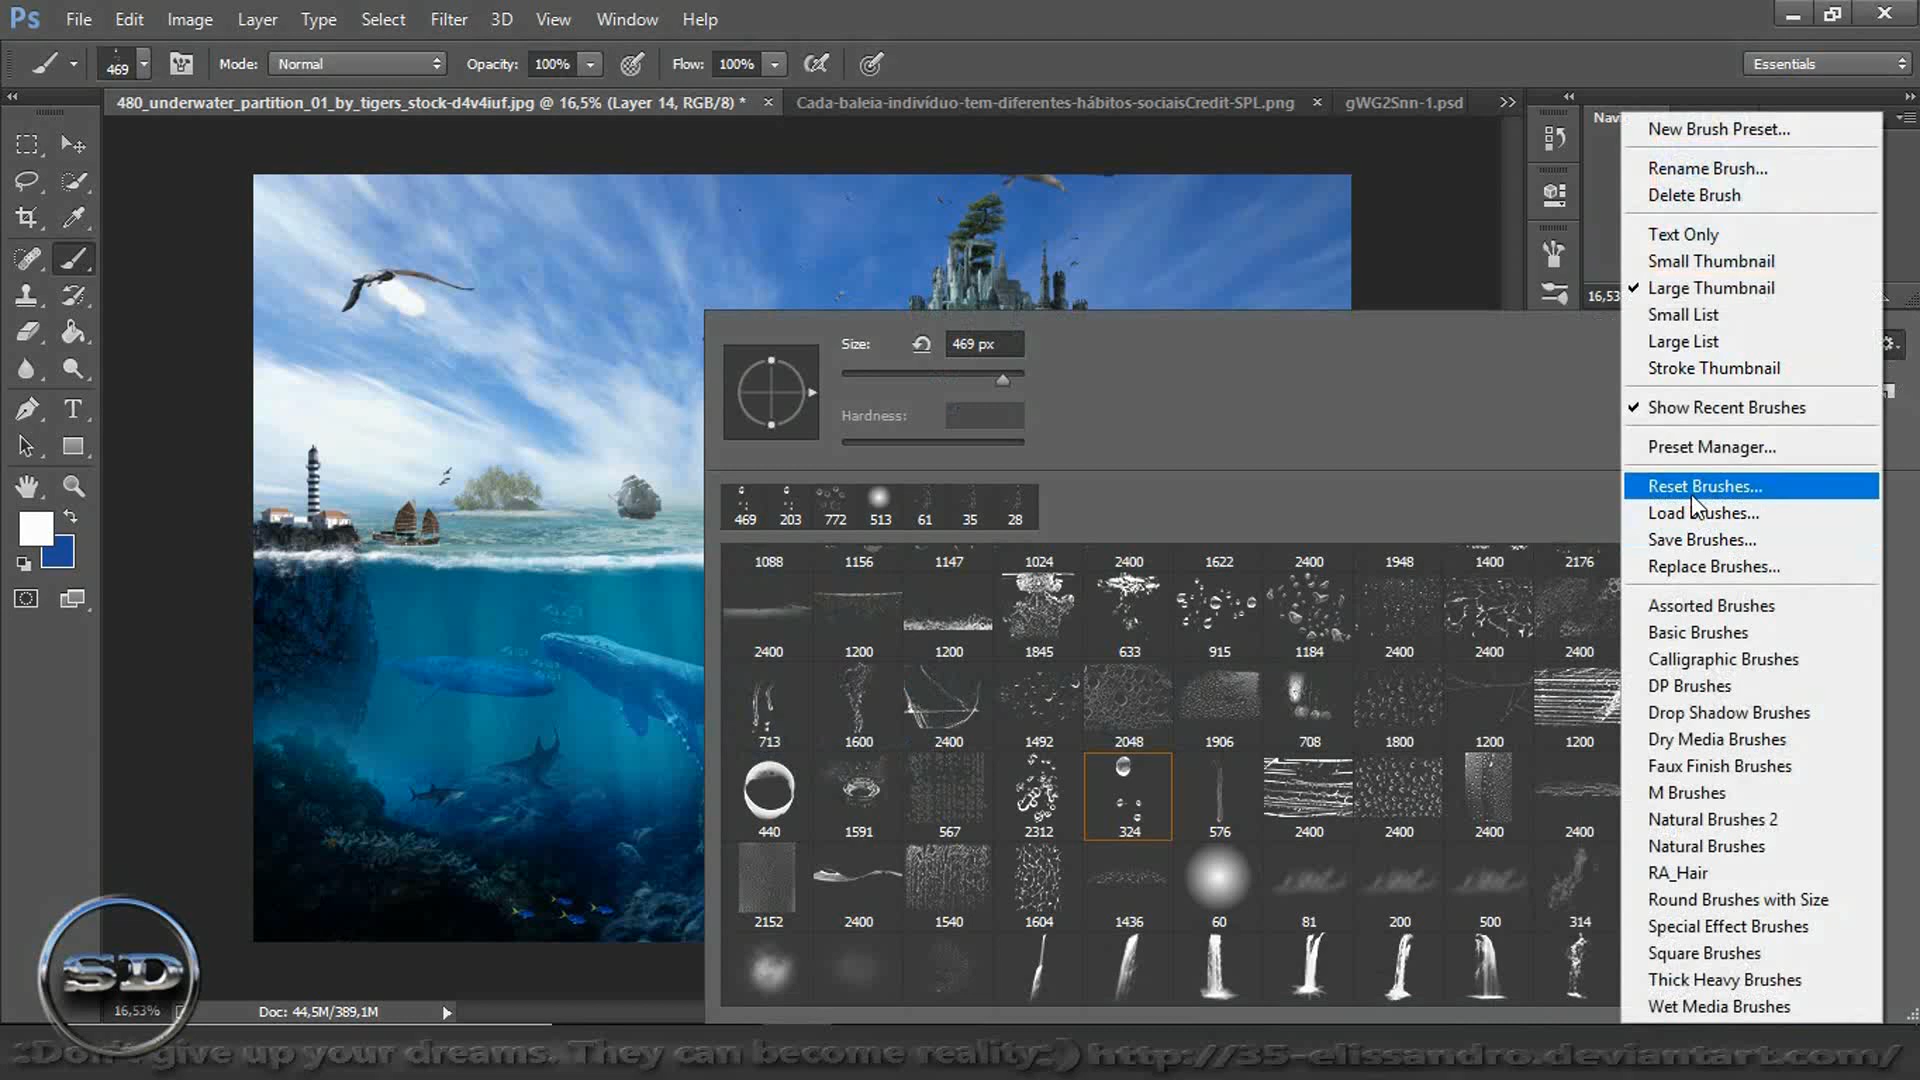 Ps File Edit Image Layer Type Select Filter 3D View Window Help
469 Mode: Normal Opacity: 100% Flow: 100% Essentials
480_underwater_partition_01_by_tigers_stock-d4v4iuf.jpg @ 16,5% (Layer 14, RGB/8) * × Cada-baleia-indivíduo-tem-diferentes-hábitos-sociaisCredit-SPL.png × gWG2Snn-1.psd
New Brush Preset...
Rename Brush...
Delete Brush
Text Only
Small Thumbnail
Large Thumbnail
Small List
Large List
Stroke Thumbnail
Show Recent Brushes
Preset Manager...
Reset Brushes...
Load Brushes...
Save Brushes...
Replace Brushes...
Assorted Brushes
Basic Brushes
Calligraphic Brushes
DP Brushes
Drop Shadow Brushes
Dry Media Brushes
Faux Finish Brushes
M Brushes
Natural Brushes 2
Natural Brushes
RA_Hair
Round Brushes with Size
Special Effect Brushes
Square Brushes
Thick Heavy Brushes
Wet Media Brushes
Size: 469 px
Hardness:
469 203 772 513 61 35 28
1088 1156 1147 1024 2400 1622 2400 1948 1400 2176
2400 1200 1200 1845 633 915 1184 2400 2400 2400
713 1600 2400 1492 2048 1906 708 1800 1200 1200
440 1591 567 2312 324 576 2400 2400 2400 2400
2152 2400 1540 1604 1436 60 81 200 500 314
SD
16,53% Doc: 44,5M/389,1M
:Don't give up your dreams. They can become reality:) http://35-elissandro.deviantart.com/